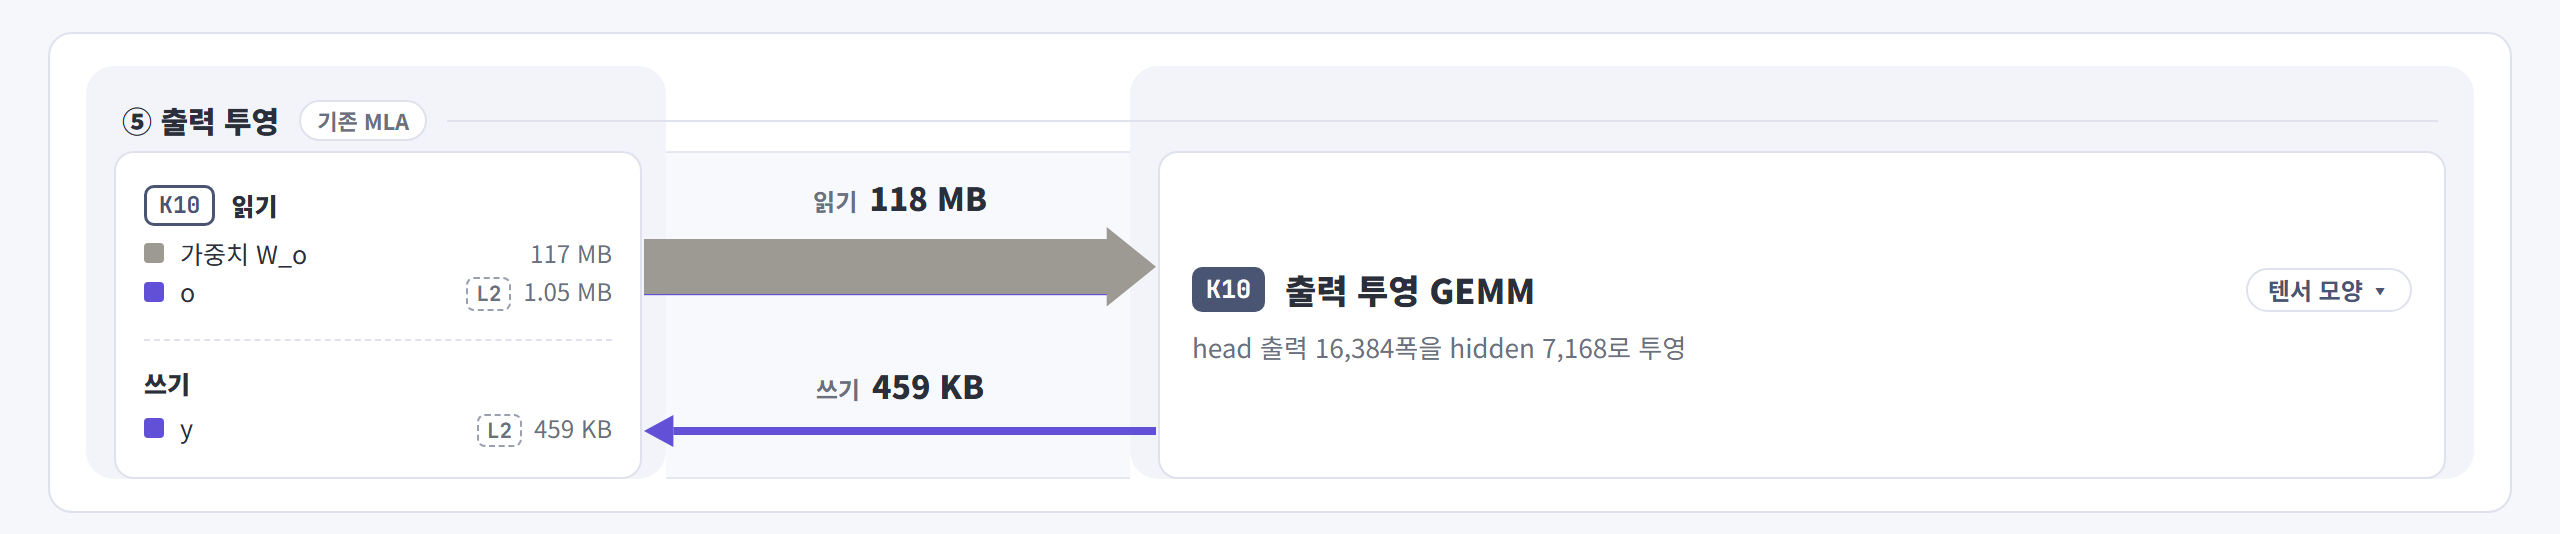 ⑤ 출력 투영 기존 MLA
K10 읽기
가중치 W_o 117 MB
o L2 1.05 MB
쓰기
y L2 459 KB
읽기 118 MB
쓰기 459 KB
K10 출력 투영 GEMM
텐서 모양 ▼
head 출력 16,384폭을 hidden 7,168로 투영